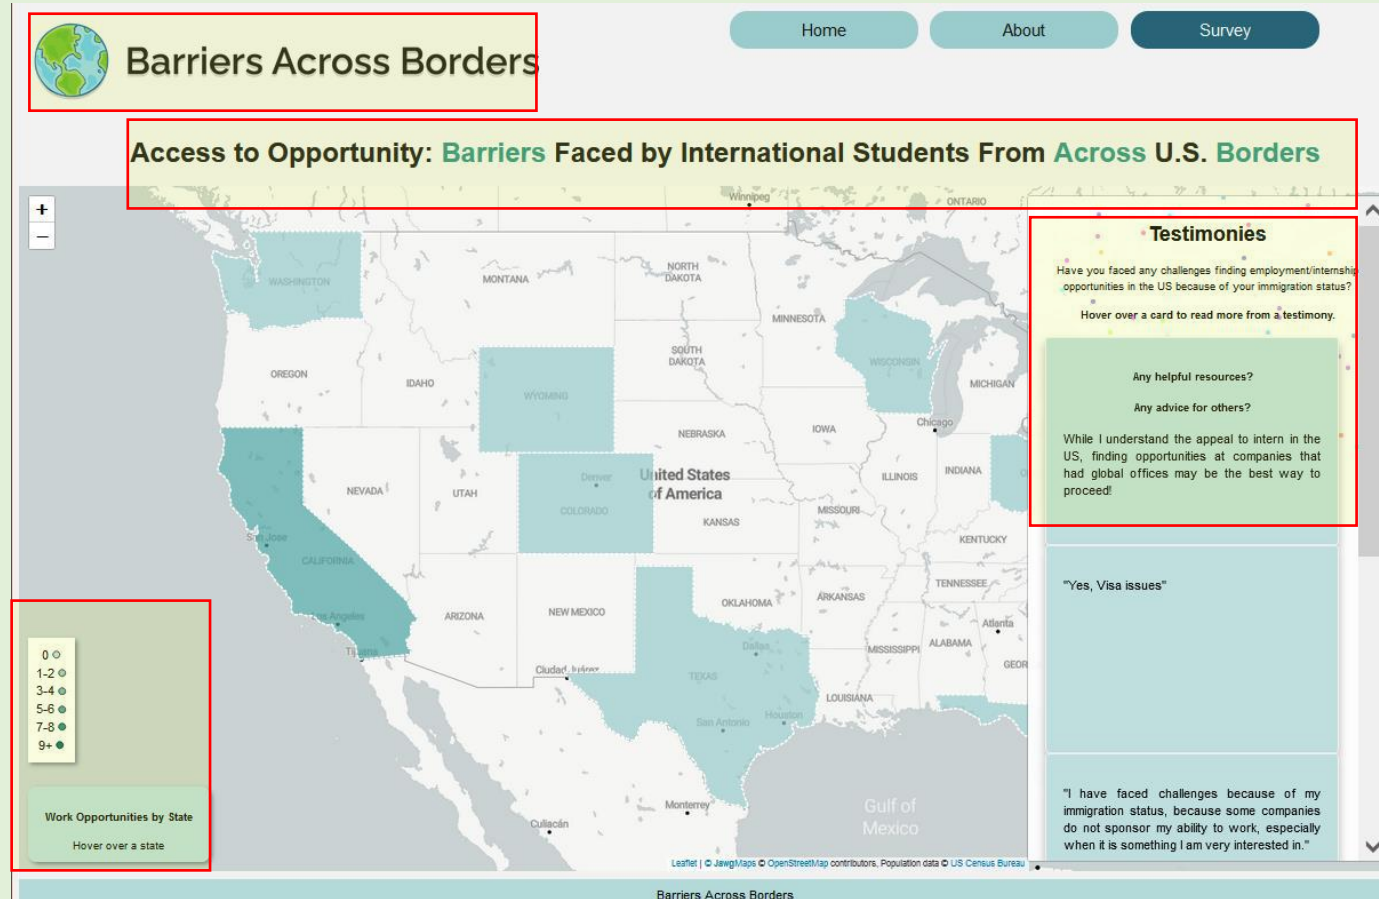 Barriers Across Borders
Home
About
Survey
Access to Opportunity: Barriers Faced by International Students From Across U.S. Borders
+
−
Winnipeg
ONTARIO
WASHINGTON
MONTANA
NORTH
DAKOTA
MINNESOTA
SOUTH
DAKOTA
WISCONSIN
MICHIGAN
OREGON
IDAHO
WYOMING
Chicago
NEBRASKA
IOWA
NEVADA
UTAH
Denver
COLORADO
United States
of America
KANSAS
ILLINOIS
INDIANA
MISSOURI
KENTUCKY
San Jose
CALIFORNIA
Los Angeles
Tijuana
ARIZONA
NEW MEXICO
OKLAHOMA
ARKANSAS
TENNESSEE
Atlanta
MISSISSIPPI
ALABAMA
GEOR
Dallas
Ciudad Juárez
TEXAS
LOUISIANA
San Antonio
Houston
Monterrey
Culiacán
Gulf of
Mexico
0
1-2
3-4
5-6
7-8
9+
Work Opportunities by State
Hover over a state
Leaflet | © JawgMaps © OpenStreetMap contributors, Population data © US Census Bureau
Testimonies
Have you faced any challenges finding employment/internship
opportunities in the US because of your immigration status?
Hover over a card to read more from a testimony.
Any helpful resources?
Any advice for others?
While I understand the appeal to intern in the
US, finding opportunities at companies that
had global offices may be the best way to
proceed!
"Yes, Visa issues"
"I have faced challenges because of my
immigration status, because some companies
do not sponsor my ability to work, especially
when it is something I am very interested in."
Barriers Across Borders